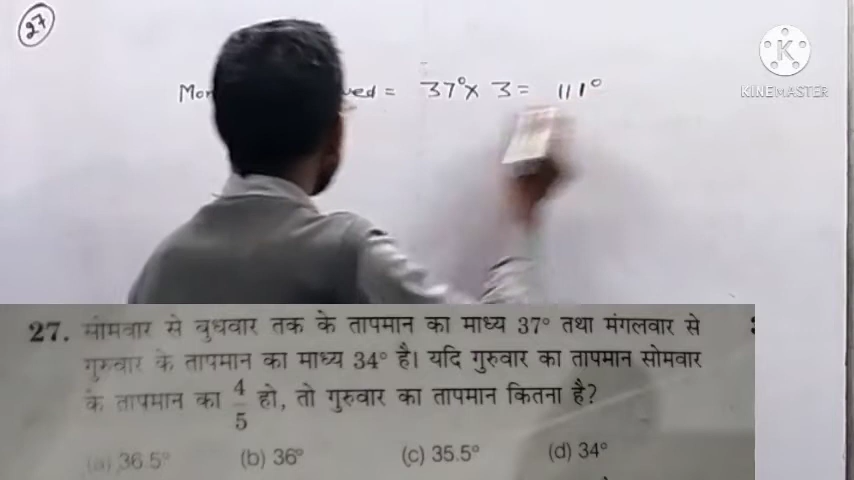 27
Mon ved = 37° × 3 = 111°
KINEMASTER
27. सोमवार से बुधवार तक के तापमान का माध्य 37° तथा मंगलवार से
गुरुवार के तापमान का माध्य 34° है। यदि गुरुवार का तापमान सोमवार
के तापमान का 4/5 हो, तो गुरुवार का तापमान कितना है?
(a) 36.5° (b) 36° (c) 35.5° (d) 34°